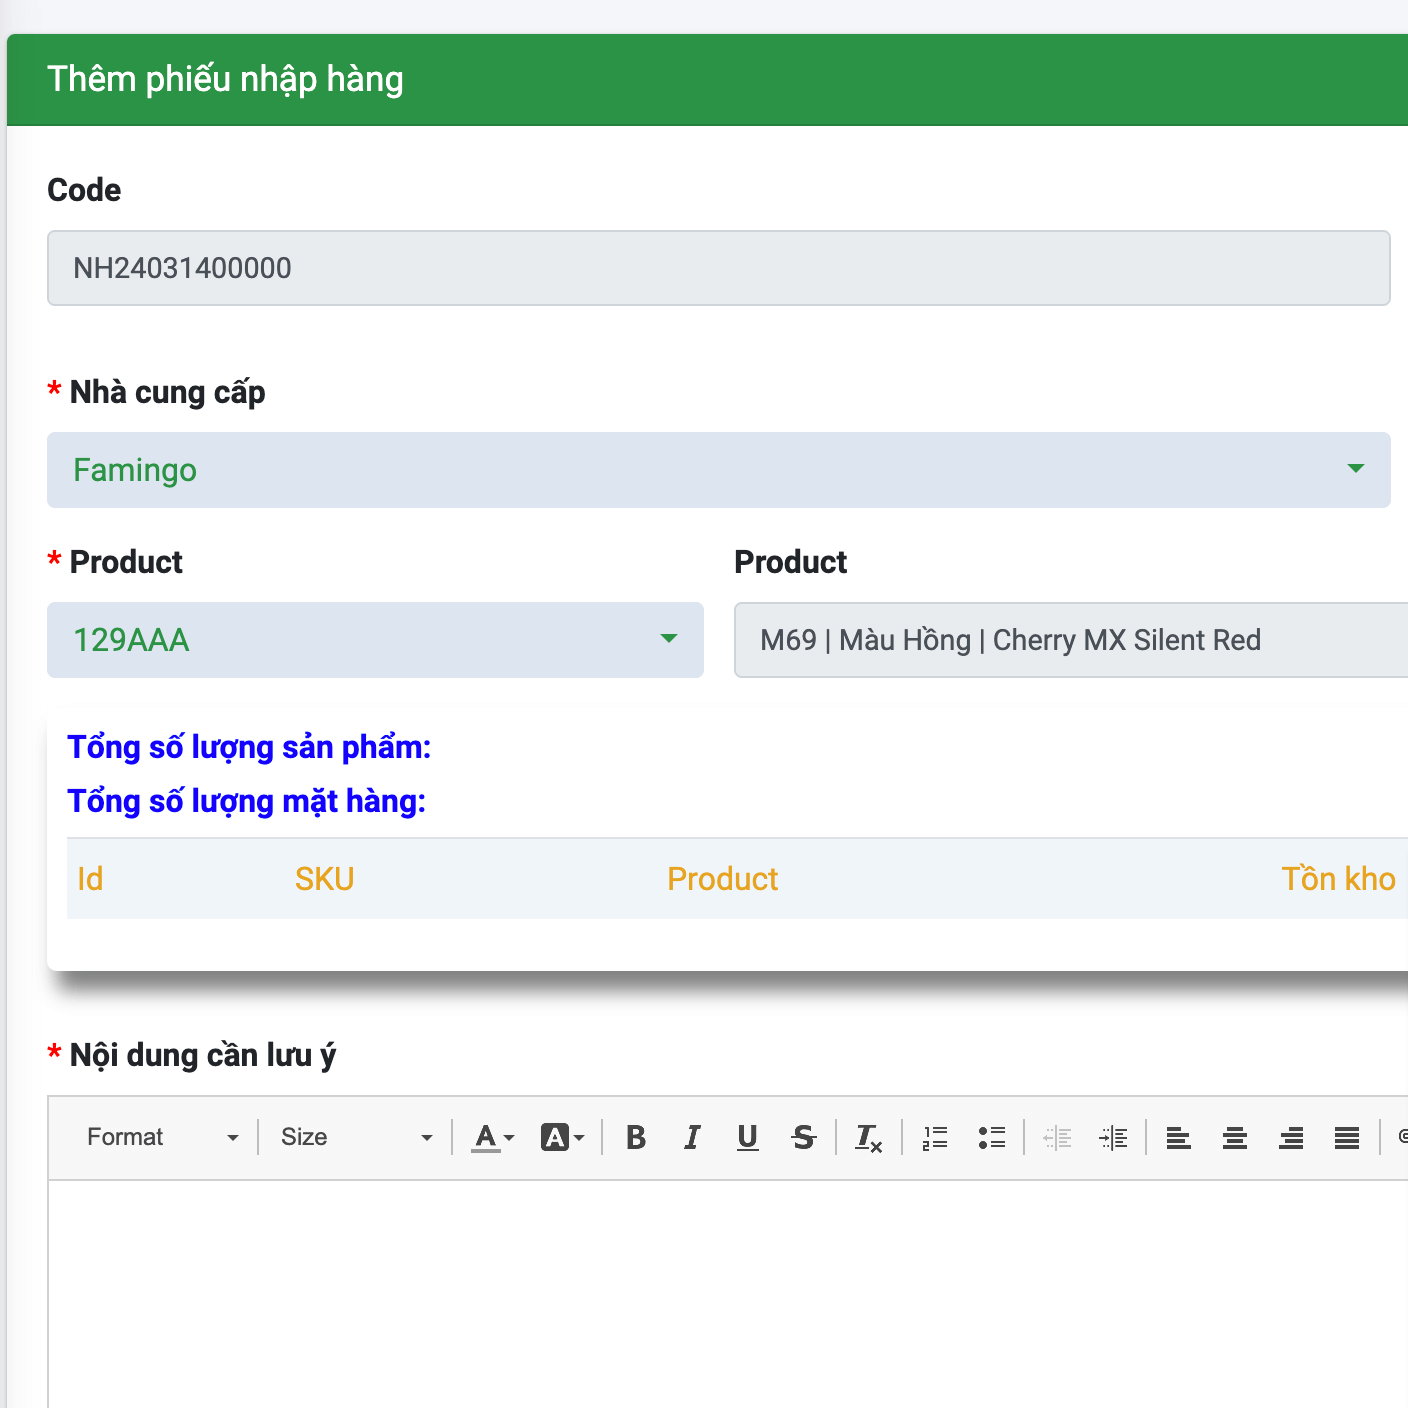 Thêm phiếu nhập hàng
Code
NH24031400000
* Nhà cung cấp
Famingo
* Product
Product
129AAA
M69 | Màu Hồng | Cherry MX Silent Red
Tổng số lượng sản phẩm:
Tổng số lượng mặt hàng:
Id SKU Product Tồn kho
* Nội dung cần lưu ý
Format Size A A B I U S Tx